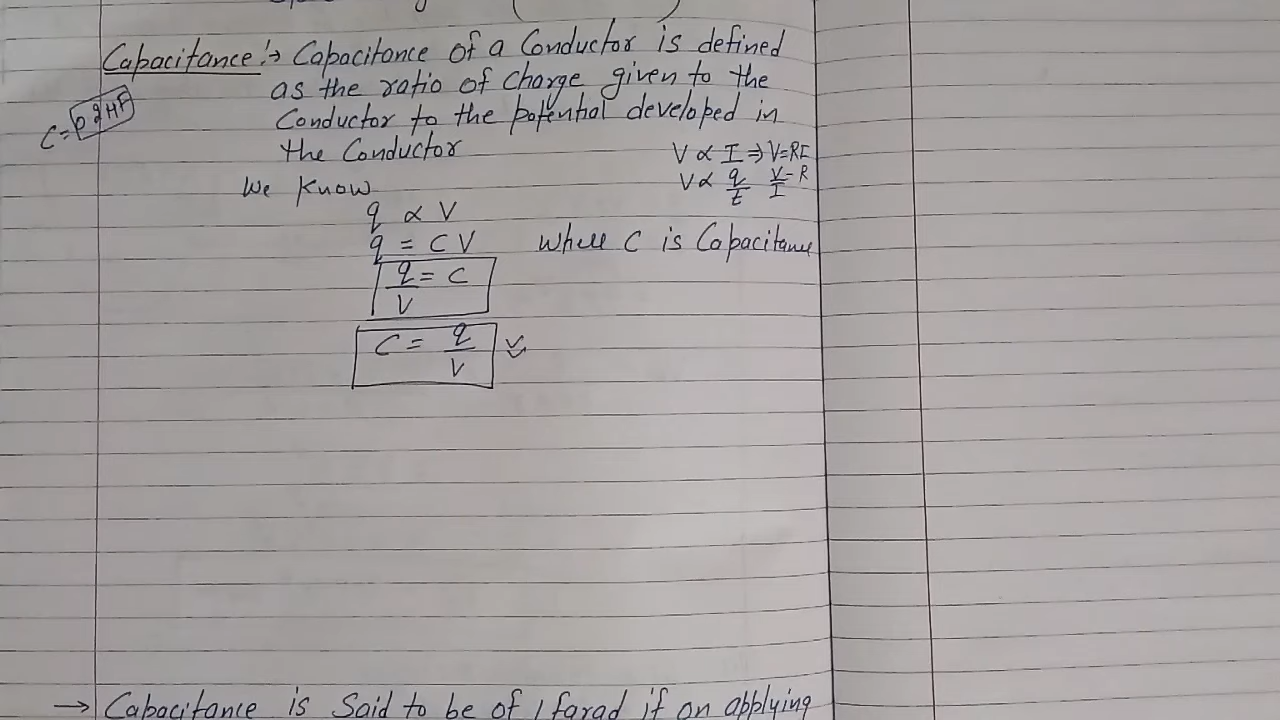 Capacitance :→ Capacitance of a Conductor is defined
as the ratio of Charge given to the
Conductor to the potential developed in
the Conductor
C=
V ∝ I ⇒ V=RI
V ∝ q/t V/I = R
We Know
q ∝ V
q = CV where C is Capacitance
q/V = C
C = q/V
→ Capacitance is Said to be of 1 farad if on applying